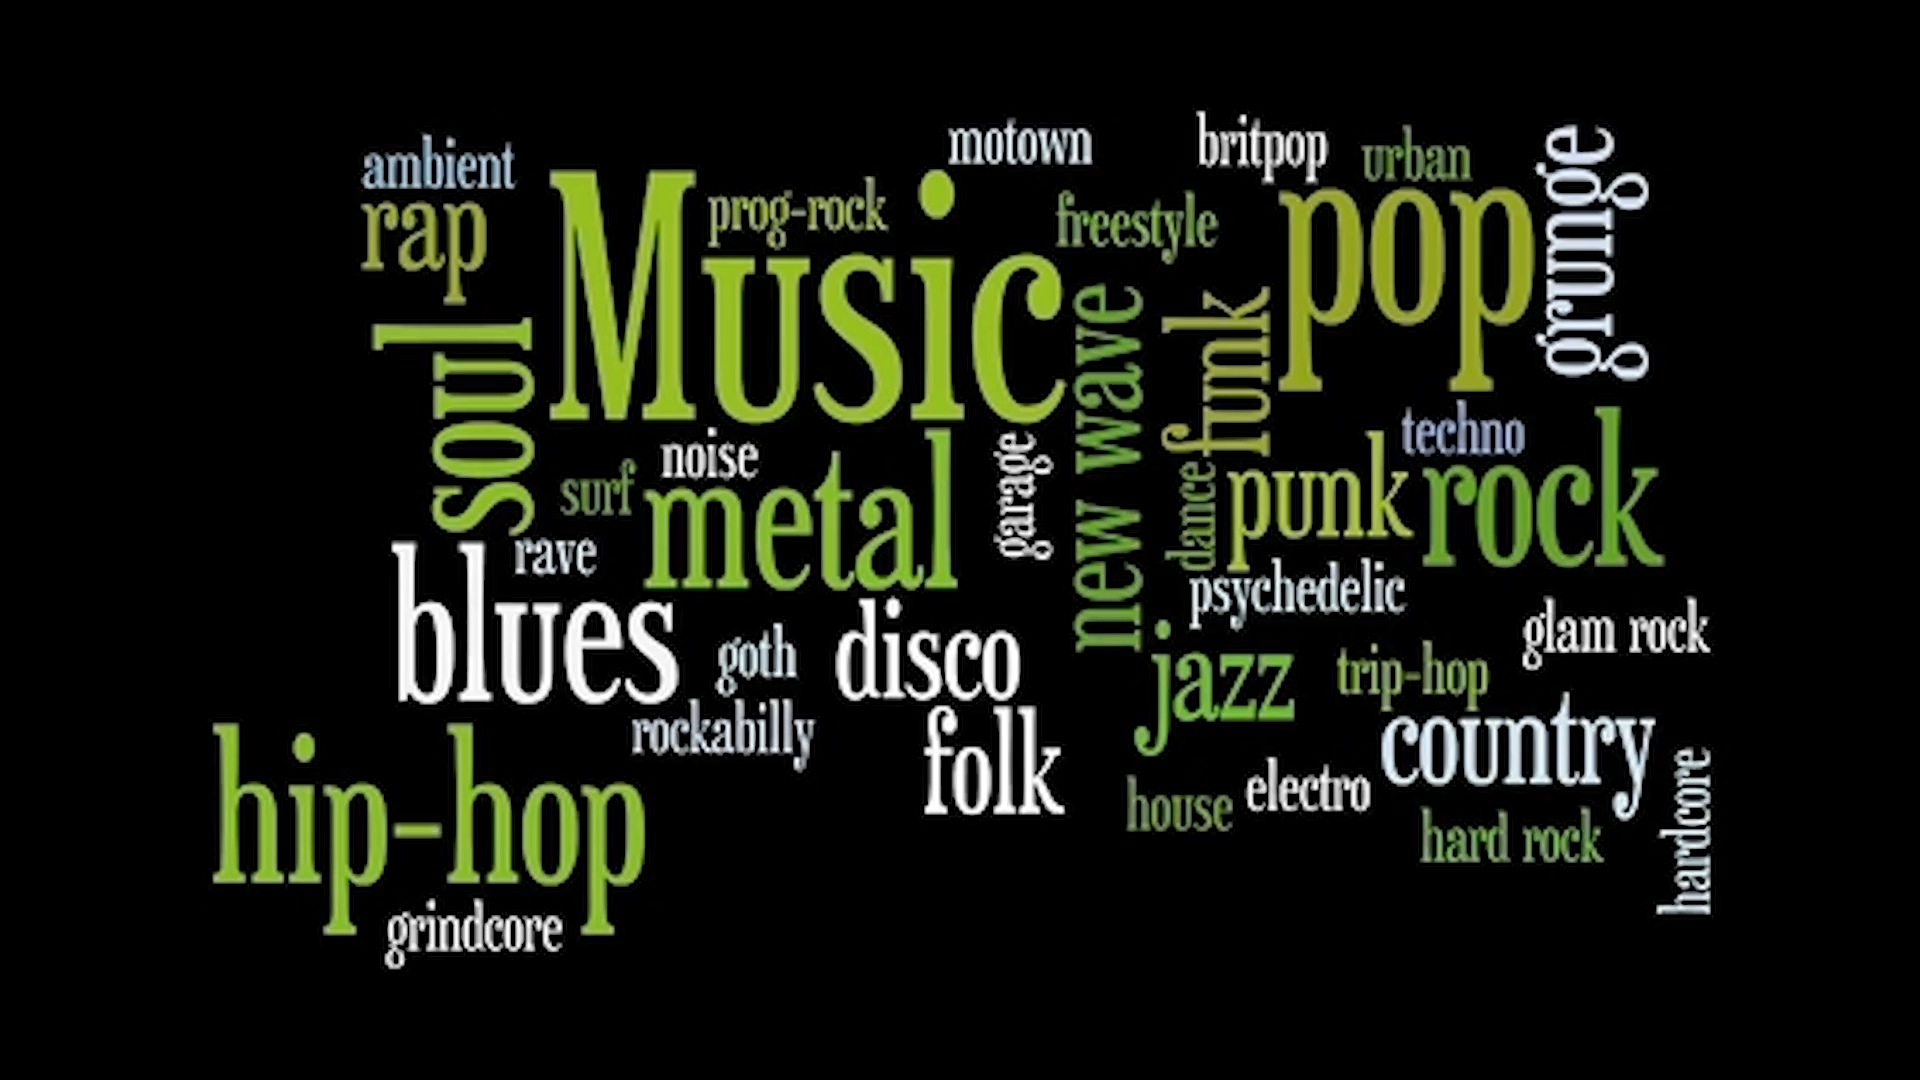 motown
britpop
urban
grunge
ambient
rap
Music
prog-rock
freestyle
pop
soul
new wave
funk
techno
noise
surf
metal
garage
dance
punk
rock
rave
blues
psychedelic
goth
disco
jazz
trip-hop
glam rock
rockabilly
folk
country
hip-hop
house
electro
hard rock
hardcore
grindcore